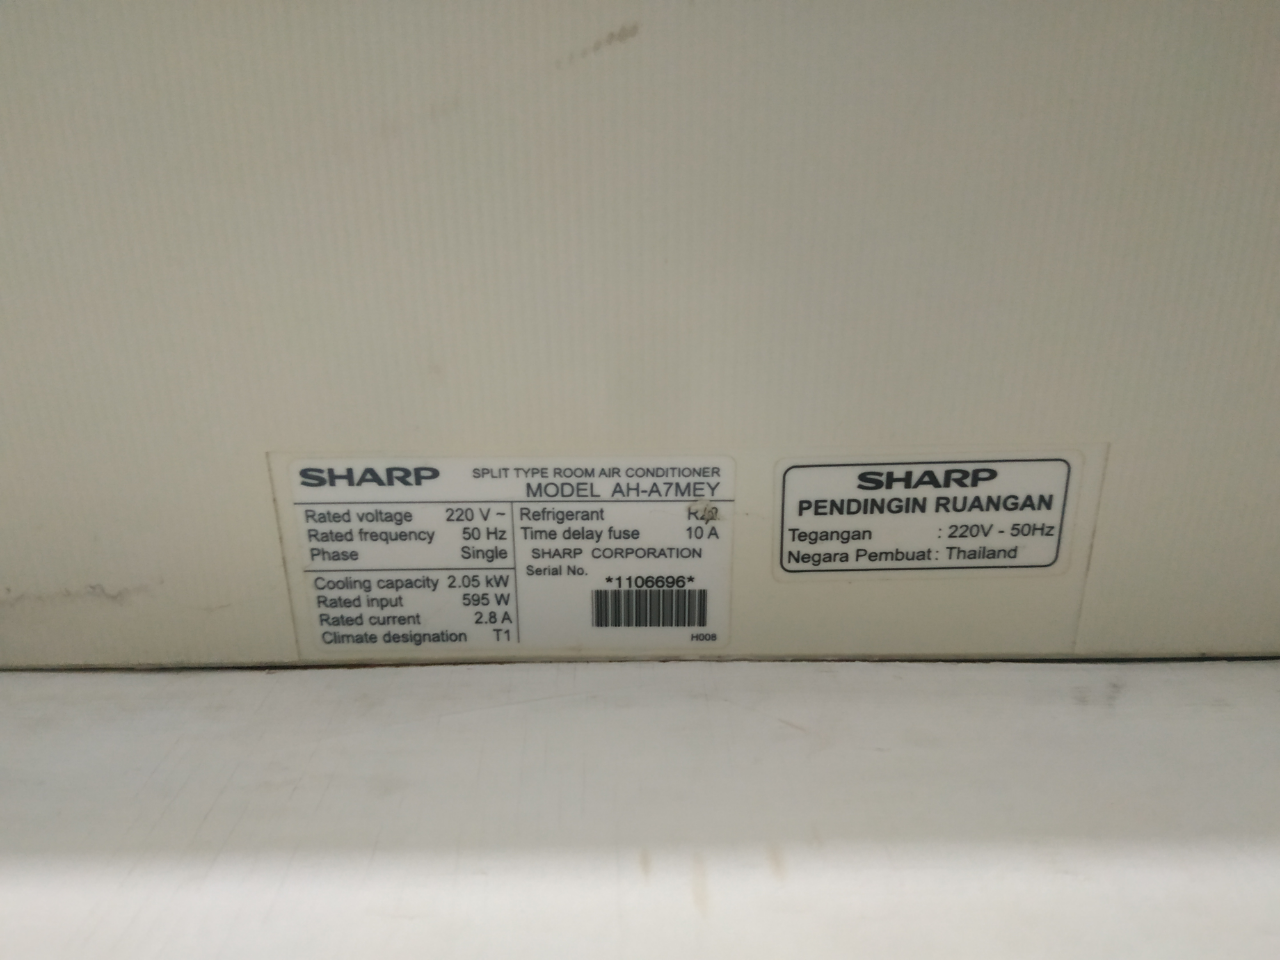 SHARP SPLIT TYPE ROOM AIR CONDITIONER
MODEL AH-A7MEY
Rated voltage 220 V ~
Rated frequency 50 Hz
Phase Single
Cooling capacity 2.05 kW
Rated input 595 W
Rated current 2.8 A
Climate designation T1
Refrigerant
Time delay fuse 10 A
SHARP CORPORATION
Serial No.
*1106696*
H008
SHARP
PENDINGIN RUANGAN
Tegangan : 220V - 50Hz
Negara Pembuat : Thailand